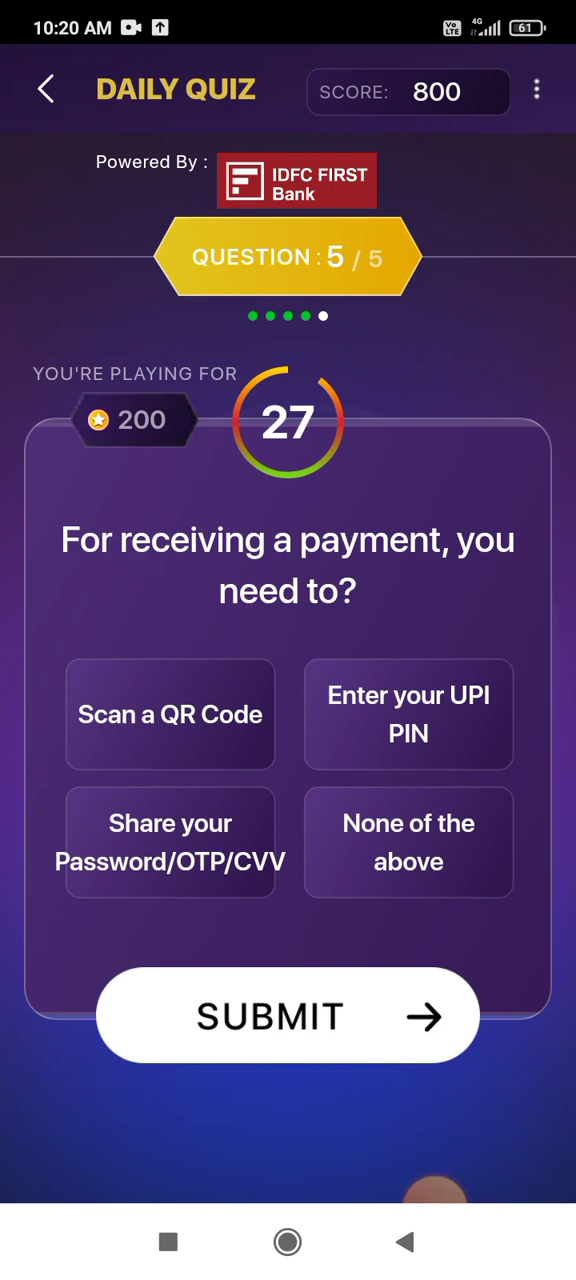 10:20 AM
Vo LTE 4G 61
DAILY QUIZ
SCORE: 800
Powered By :
IDFC FIRST
Bank
QUESTION : 5 / 5
YOU'RE PLAYING FOR
200
27
For receiving a payment, you
need to?
Scan a QR Code
Enter your UPI
PIN
Share your
Password/OTP/CVV
None of the
above
SUBMIT